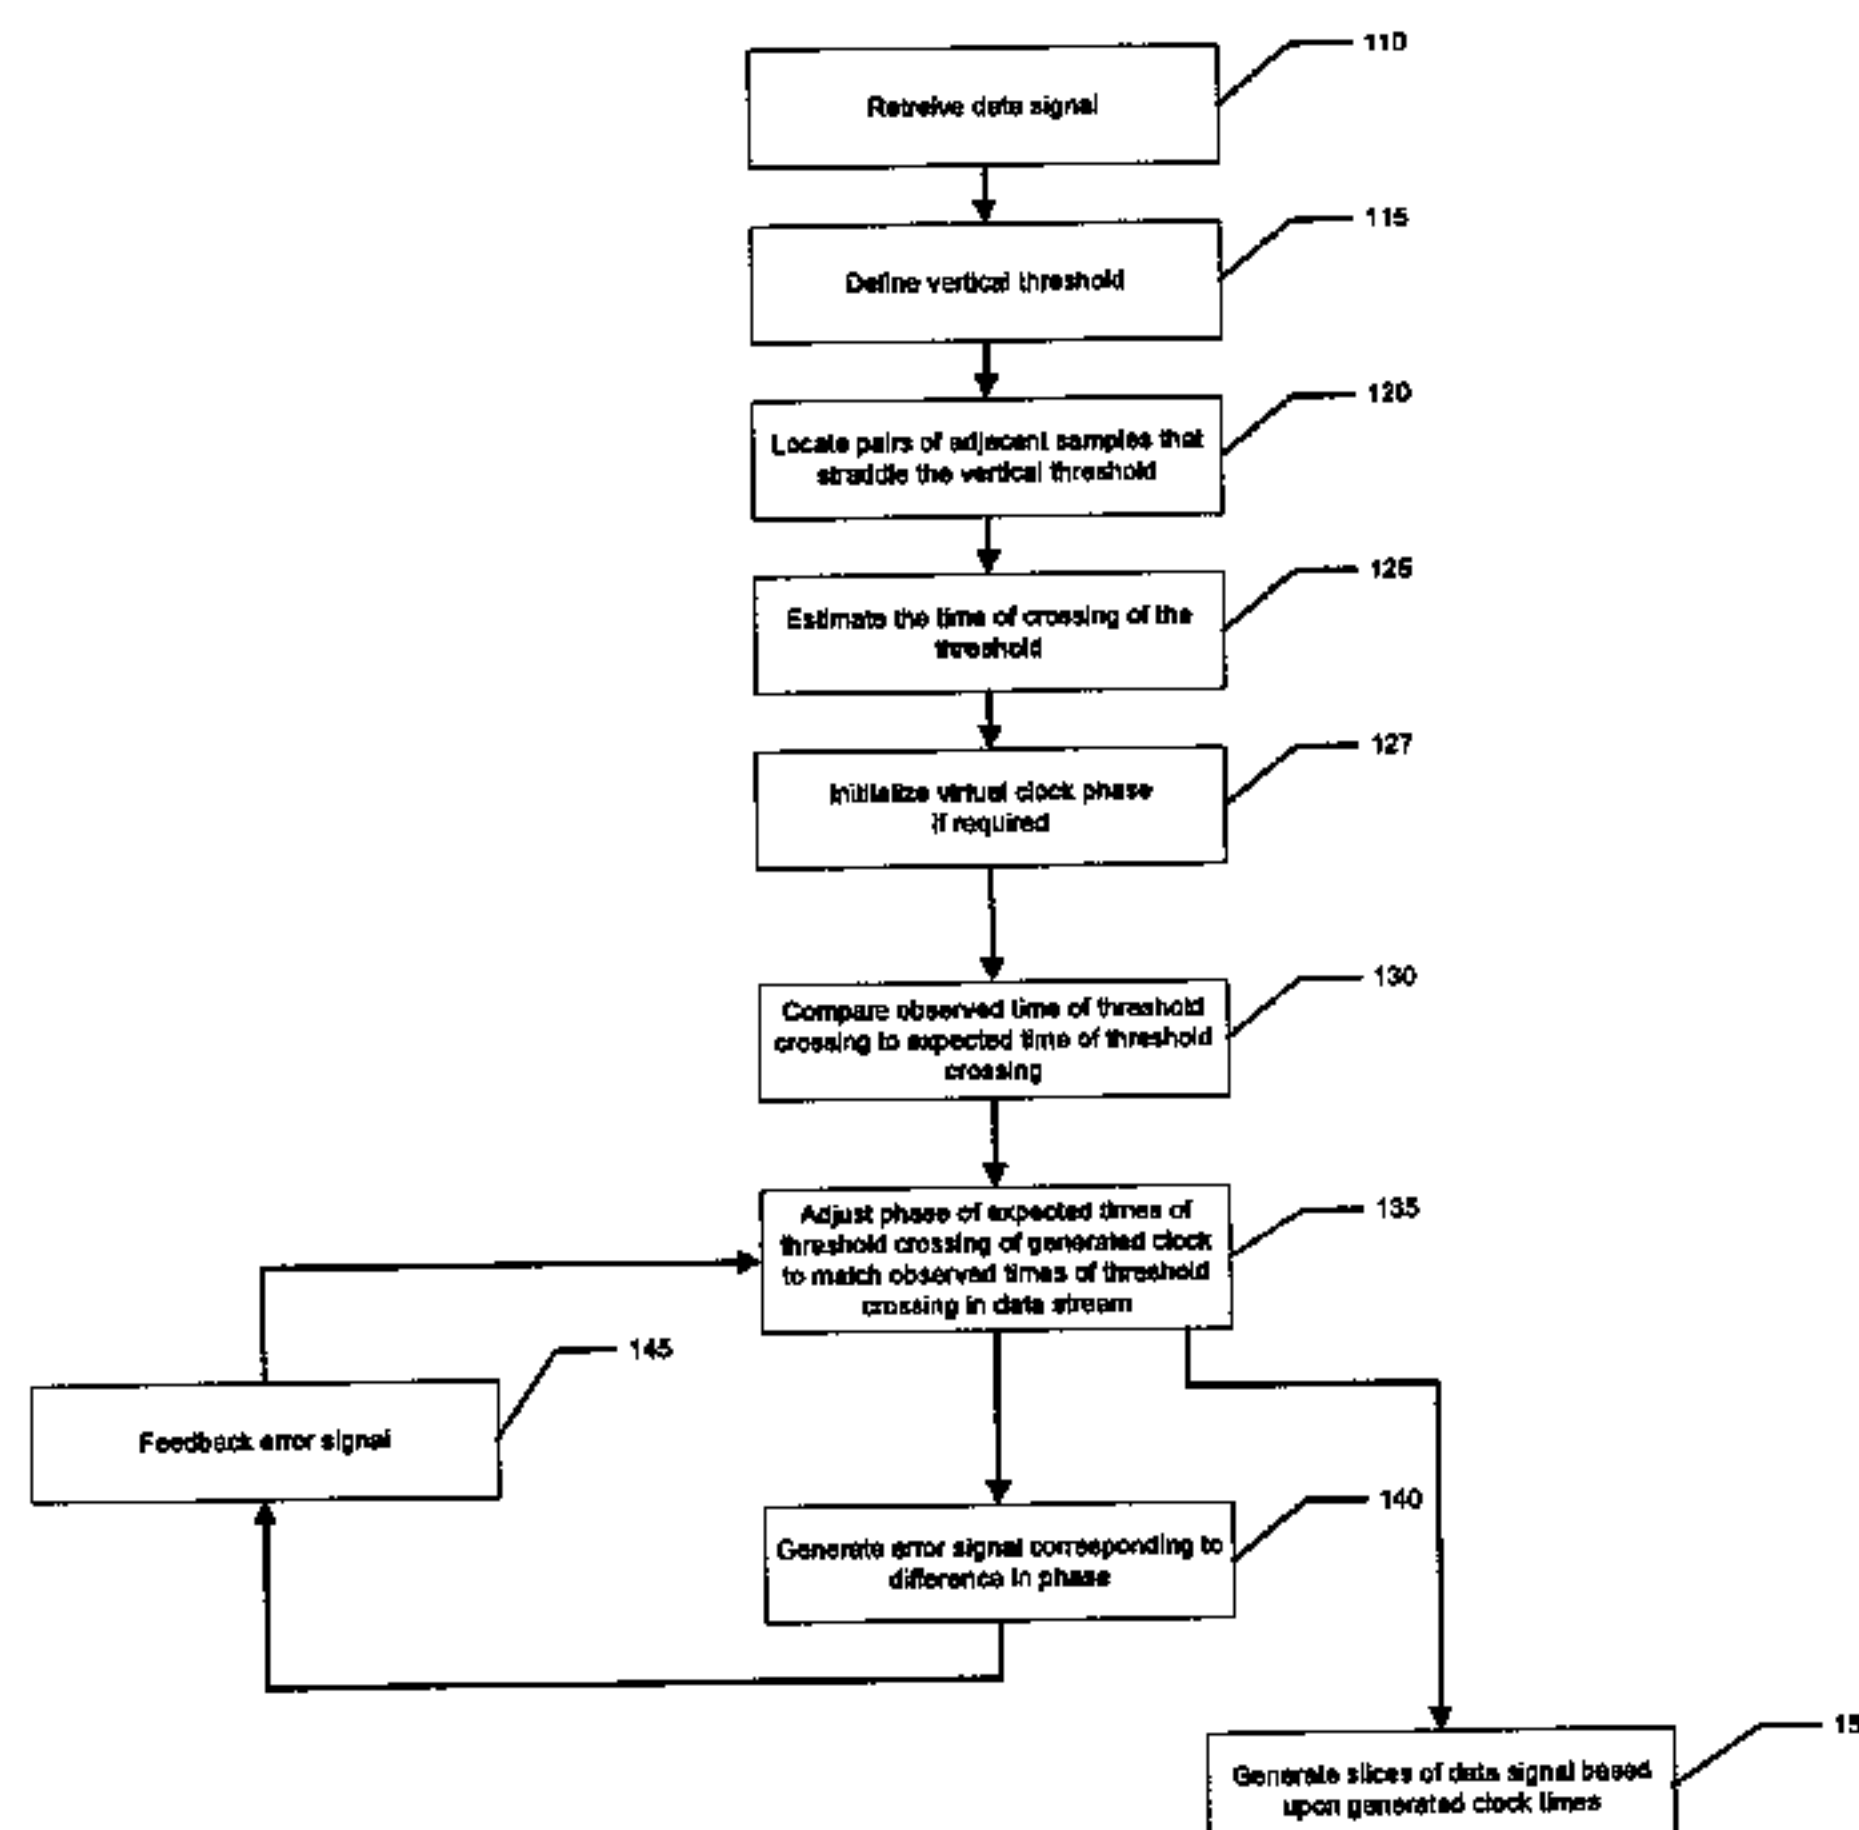 110
Retreive data signal
115
Define vertical threshold
120
Locate pairs of adjacent samples that
straddle the vertical threshold
125
Estimate the time of crossing of the
threshold
127
Initialize virtual clock phase
if required
130
Compare observed time of threshold
crossing to expected time of threshold
crossing
135
Adjust phase of expected times of
threshold crossing of generated clock
to match observed times of threshold
crossing in data stream
145
Feedback error signal
140
Generate error signal corresponding to
difference in phase
15
Generate slices of data signal based
upon generated clock times